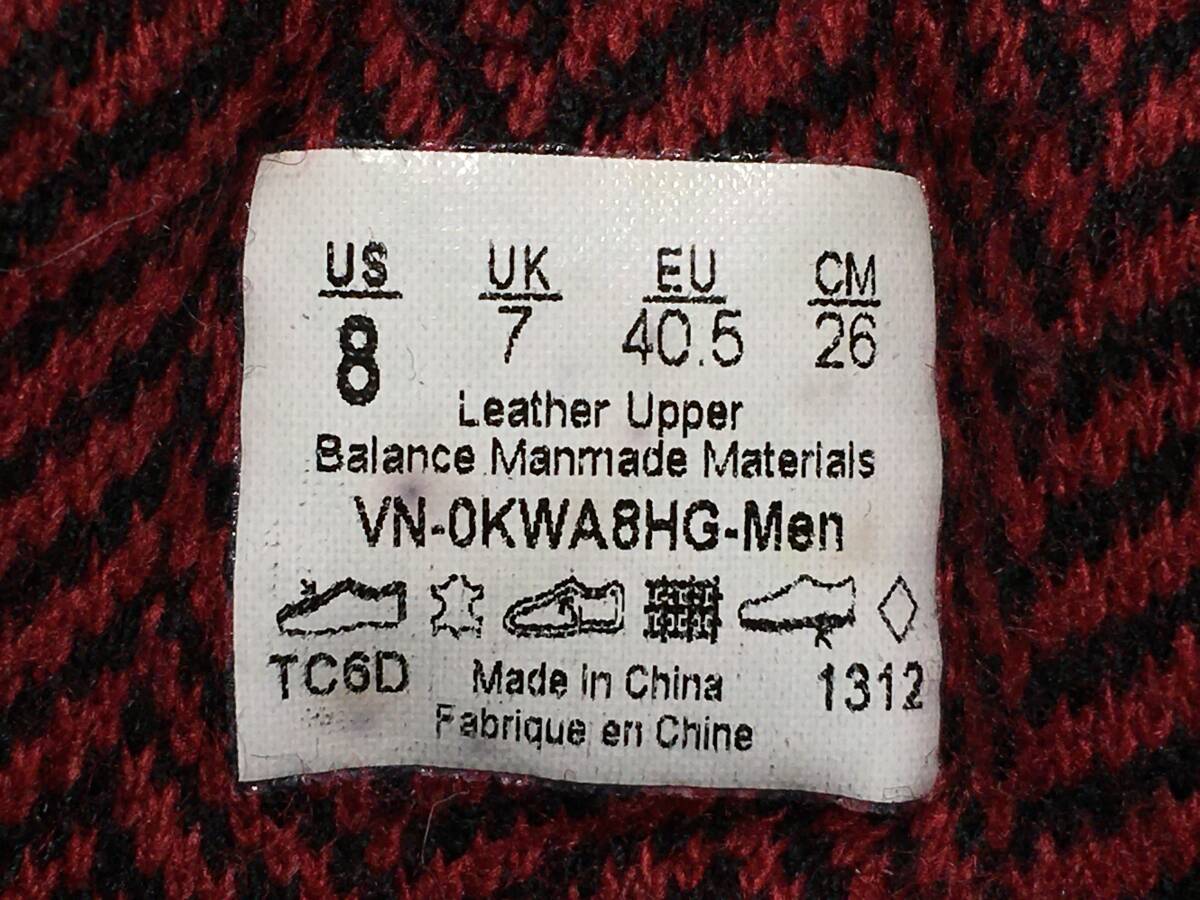 US UK EU CM
8 7 40.5 26
Leather Upper
Balance Manmade Materials
VN-0KWA8HG-Men
TC6D Made in China 1312
Fabrique en Chine